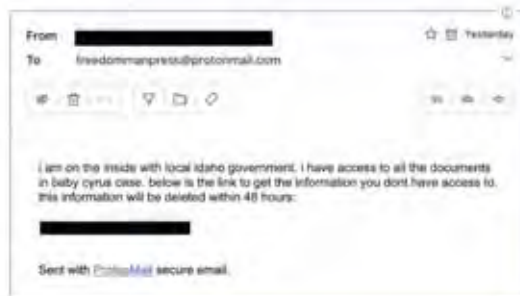 From
Yesterday
To freedommanpress@protonmail.com
i am on the inside with local idaho government. i have access to all the documents
in baby cyrus case. below is the link to get the information you dont have access to.
this information will be deleted within 48 hours:
Sent with ProtonMail secure email.